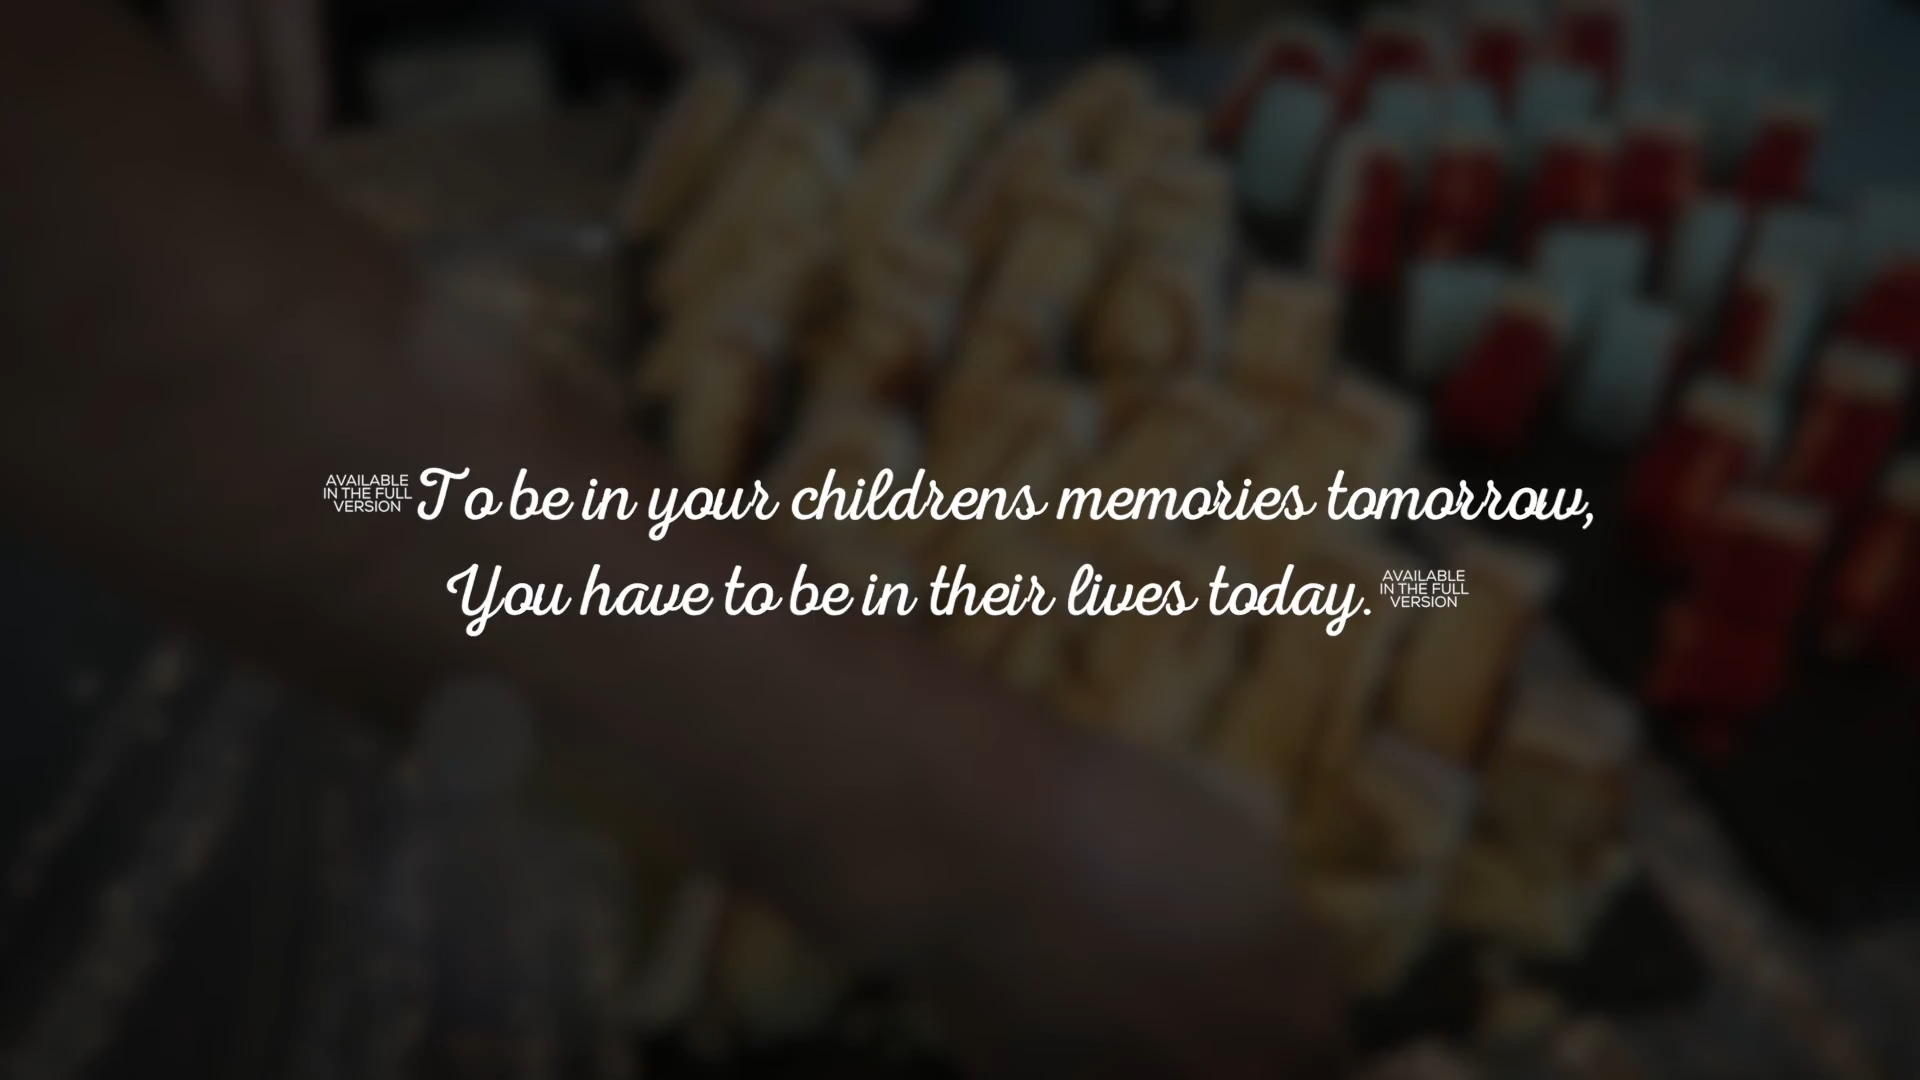 AVAILABLE IN THE FULL VERSION To be in your childrens memories tomorrow,
You have to be in their lives today. AVAILABLE IN THE FULL VERSION